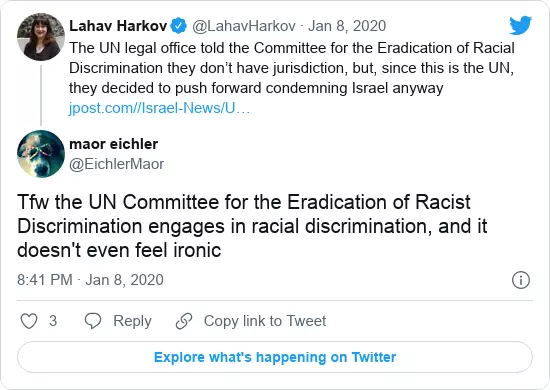 Lahav Harkov @LahavHarkov · Jan 8, 2020
The UN legal office told the Committee for the Eradication of Racial
Discrimination they don't have jurisdiction, but, since this is the UN,
they decided to push forward condemning Israel anyway
jpost.com//Israel-News/U…
maor eichler
@EichlerMaor
Tfw the UN Committee for the Eradication of Racist
Discrimination engages in racial discrimination, and it
doesn't even feel ironic
8:41 PM · Jan 8, 2020
3 Reply Copy link to Tweet
Explore what's happening on Twitter